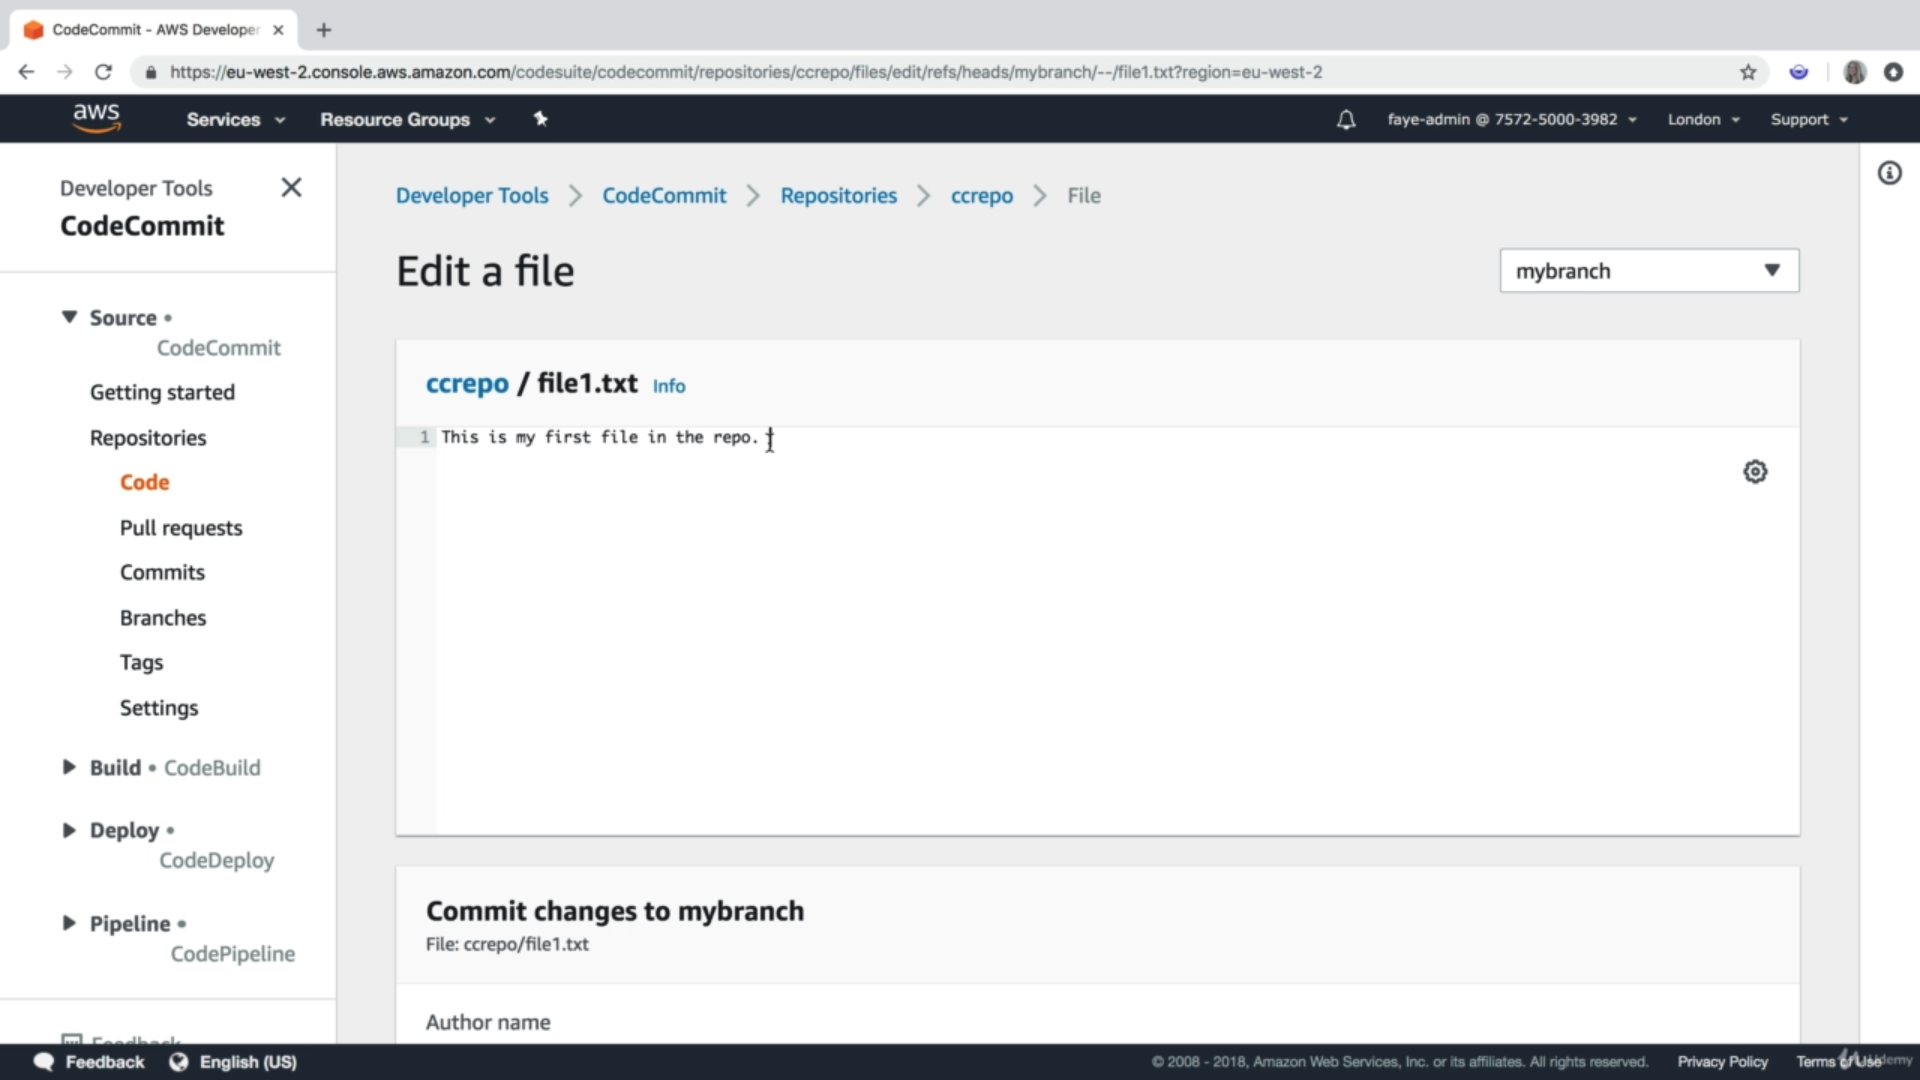 CodeCommit - AWS Developer
https://eu-west-2.console.aws.amazon.com/codesuite/codecommit/repositories/ccrepo/files/edit/refs/heads/mybranch/--/file1.txt?region=eu-west-2
aws Services Resource Groups faye-admin @ 7572-5000-3982 London Support
Developer Tools
CodeCommit
Source •
CodeCommit
Getting started
Repositories
Code
Pull requests
Commits
Branches
Tags
Settings
Build • CodeBuild
Deploy •
CodeDeploy
Pipeline •
CodePipeline
Feedback
Developer Tools > CodeCommit > Repositories > ccrepo > File
Edit a file
mybranch
ccrepo / file1.txt Info
1 This is my first file in the repo.
Commit changes to mybranch
File: ccrepo/file1.txt
Author name
Feedback English (US)
© 2008 - 2018, Amazon Web Services, Inc. or its affiliates. All rights reserved. Privacy Policy Terms of Use